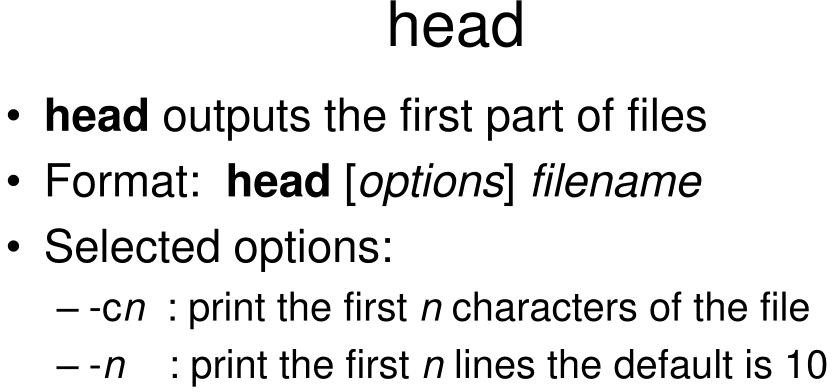 head
• head outputs the first part of files
• Format: head [options] filename
• Selected options:
– -cn : print the first n characters of the file
– -n : print the first n lines the default is 10